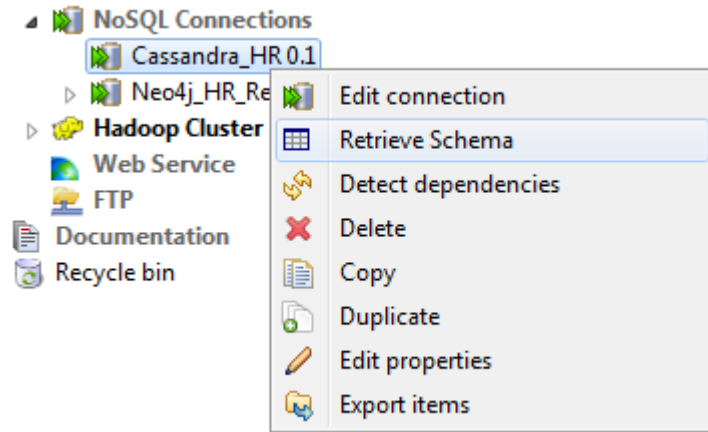 NoSQL Connections
Cassandra_HR 0.1
Neo4j_HR_Re
Edit connection
Hadoop Cluster
Retrieve Schema
Web Service
Detect dependencies
FTP
Delete
Documentation
Copy
Recycle bin
Duplicate
Edit properties
Export items